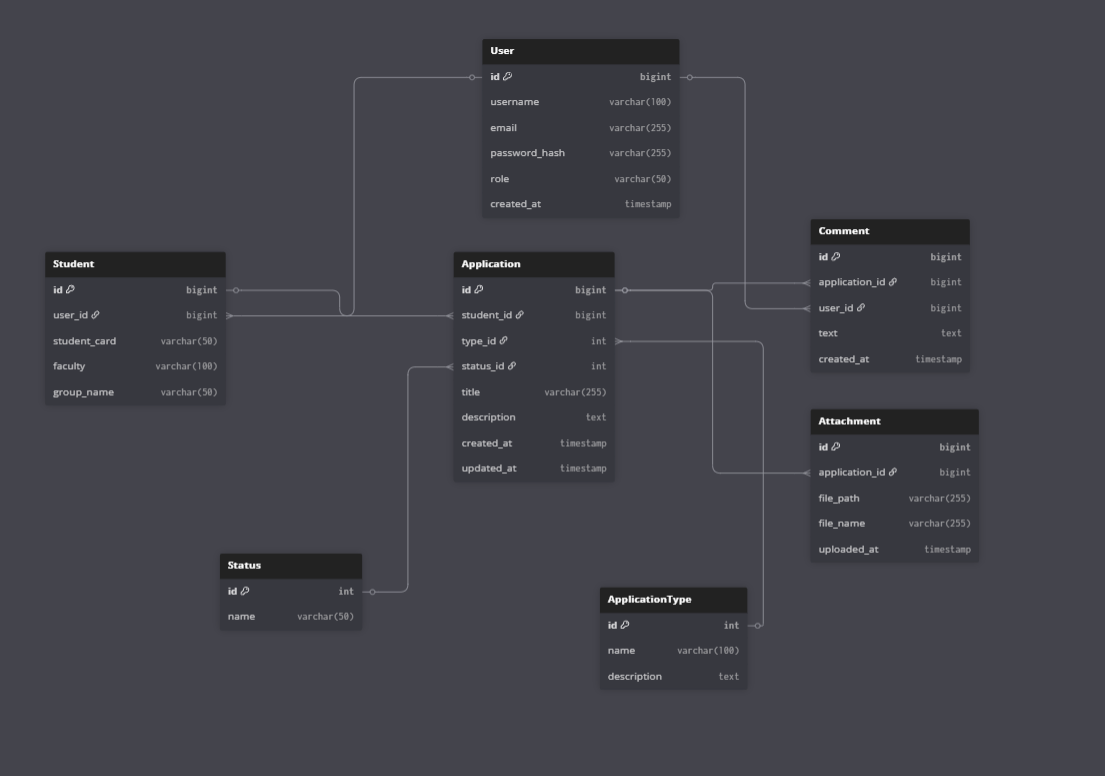 User
id bigint
username varchar(100)
email varchar(255)
password_hash varchar(255)
role varchar(50)
created_at timestamp
Student
id bigint
user_id bigint
student_card varchar(50)
faculty varchar(100)
group_name varchar(50)
Application
id bigint
student_id bigint
type_id int
status_id int
title varchar(255)
description text
created_at timestamp
updated_at timestamp
Comment
id bigint
application_id bigint
user_id bigint
text text
created_at timestamp
Attachment
id bigint
application_id bigint
file_path varchar(255)
file_name varchar(255)
uploaded_at timestamp
Status
id int
name varchar(50)
ApplicationType
id int
name varchar(100)
description text